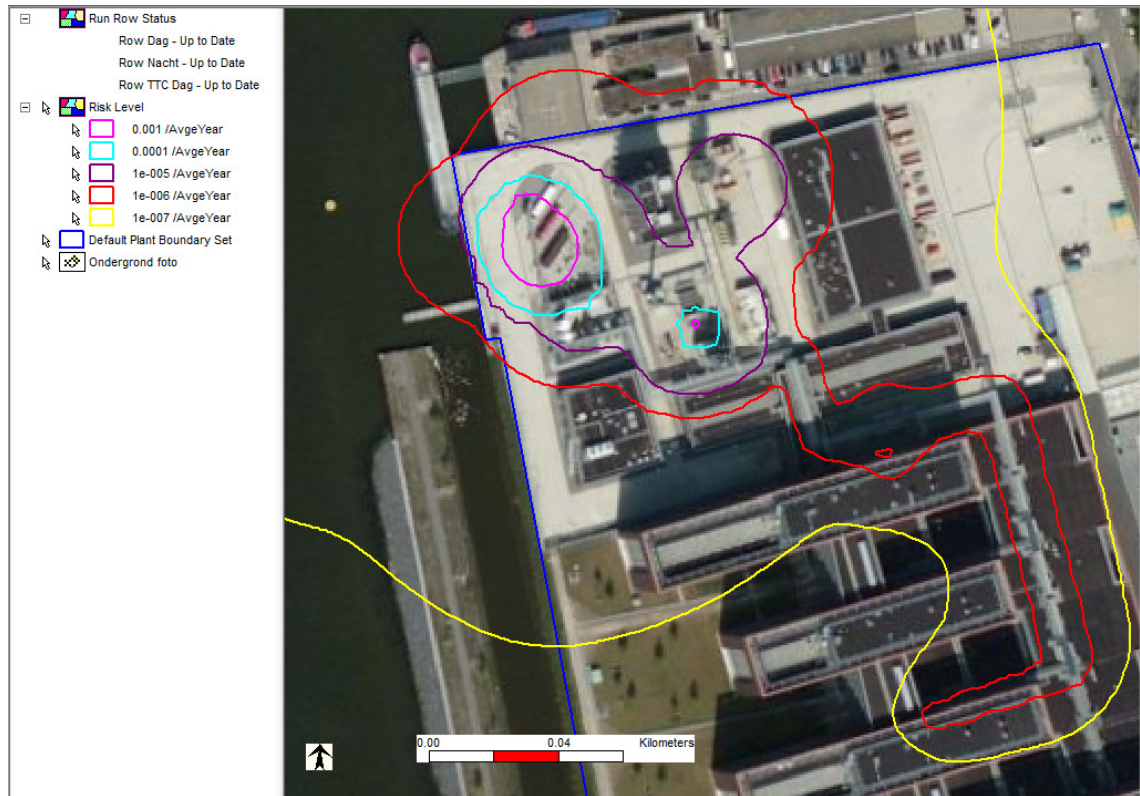 Run Row Status
Row Dag - Up to Date
Row Nacht - Up to Date
Row TTC Dag - Up to Date
Risk Level
0.001 /AvgeYear
0.0001 /AvgeYear
1e-005 /AvgeYear
1e-006 /AvgeYear
1e-007 /AvgeYear
Default Plant Boundary Set
Ondergrond foto
0.00 0.04 Kilometers